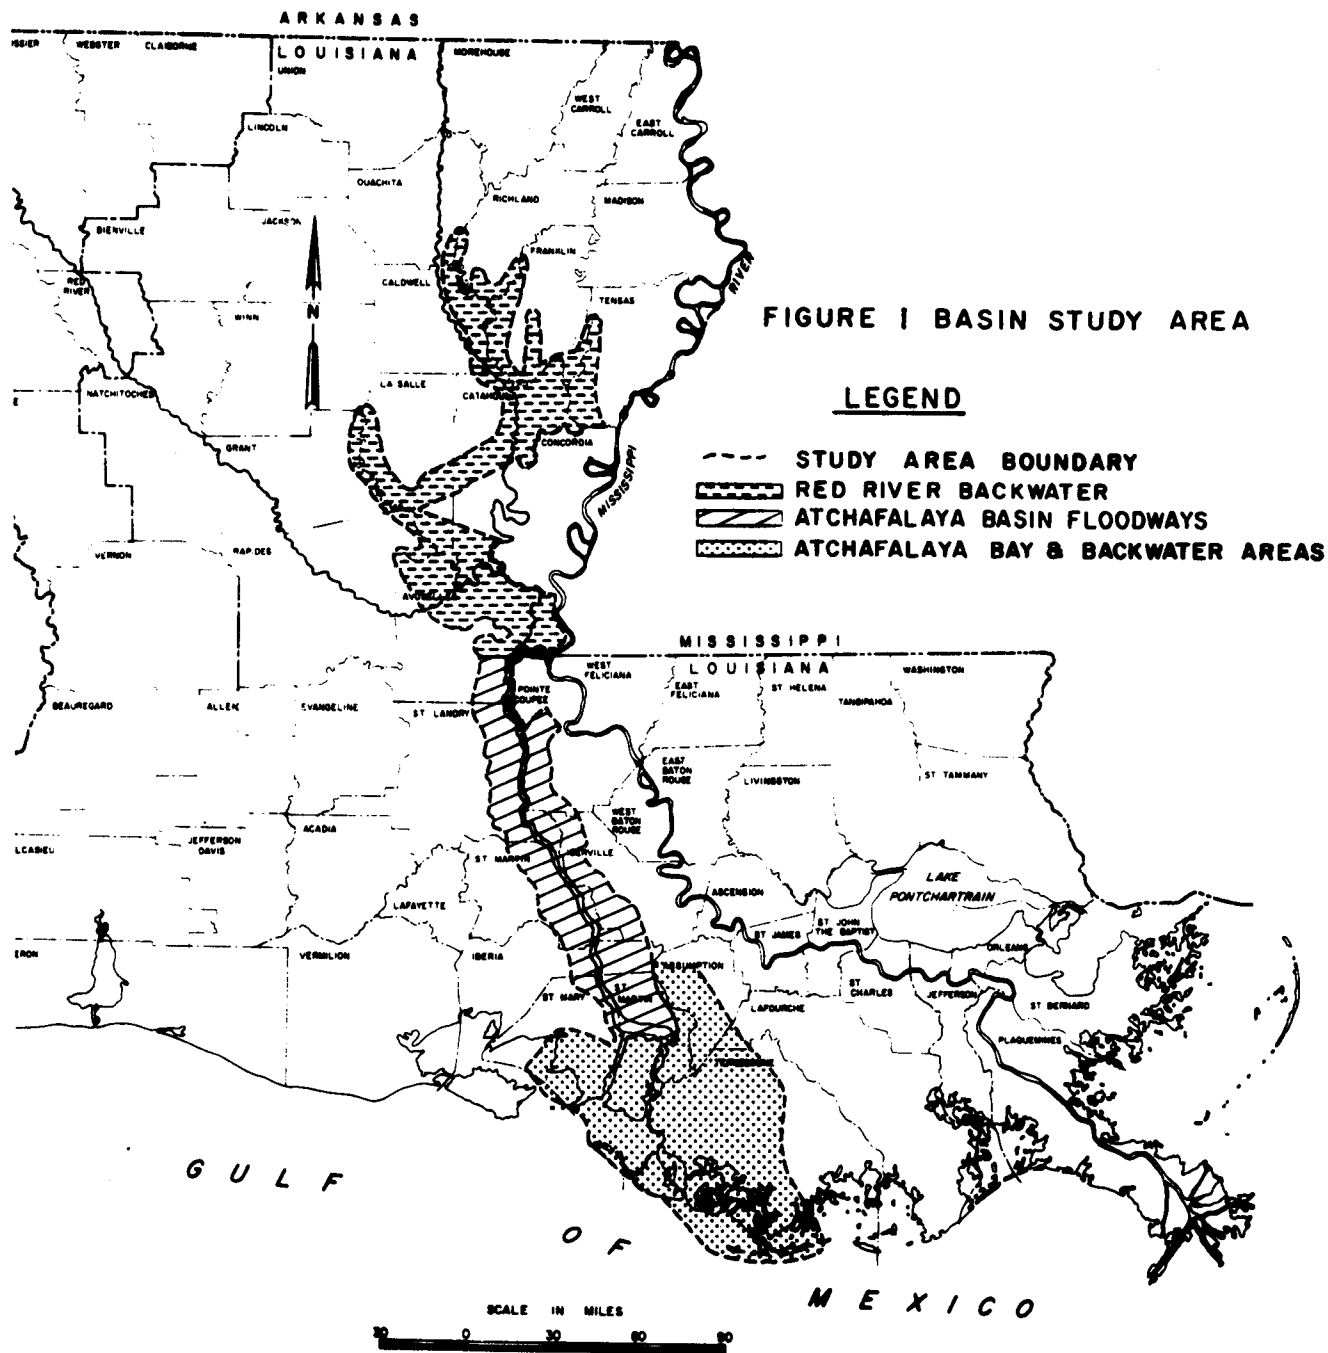 ARKANSAS
LOUISIANA
WEBSTER
CLAIBORNE
UNION
MOREHOUSE
WEST
CARROLL
EAST
CARROLL
LINCOLN
OUACHITA
RICHLAND
MADISON
JACKSON
BIENVILLE
FRANKLIN
RED
RIVER
CALDWELL
TENSAS
RIVER
WINN
N
FIGURE 1 BASIN STUDY AREA
LA SALLE
NATCHITOCHES
LEGEND
CONCORDIA
GRANT
MISSISSIPPI
STUDY AREA BOUNDARY
RED RIVER BACKWATER
ATCHAFALAYA BASIN FLOODWAYS
ATCHAFALAYA BAY & BACKWATER AREAS
VERNON
RAPIDES
MISSISSIPPI
LOUISIANA
WEST
FELICIANA
EAST
FELICIANA
ST HELENA
WASHINGTON
TANGIPAHOA
POINTE
COUPEE
BEAUREGARD
ALLEN
EVANGELINE
ST LANDRY
EAST
BATON
ROUGE
LIVINGSTON
ST TAMMANY
WEST
BATON
ROUGE
ACADIA
JEFFERSON
DAVIS
LCASIEU
ST MARTIN
IBERVILLE
LAKE
PONTCHARTRAIN
ASCENSION
LAFAYETTE
ST JAMES
ST JOHN
THE BAPTIST
ORLEANS
ERON
VERMILION
IBERIA
ASSUMPTION
ST MARY
ST
MARTIN
ST
CHARLES
JEFFERSON
LAFOURCHE
ST BERNARD
PLAQUEMINES
TERREBONNE
GULF
OF
MEXICO
SCALE IN MILES
30 0 30 60